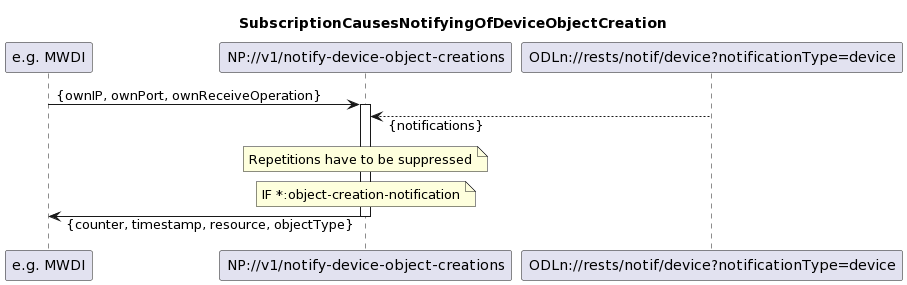 SubscriptionCausesNotifyingOfDeviceObjectCreation
e.g. MWDI
NP://v1/notify-device-object-creations
ODLn://rests/notif/device?notificationType=device
{ownIP, ownPort, ownReceiveOperation}
{notifications}
Repetitions have to be suppressed
IF *:object-creation-notification
{counter, timestamp, resource, objectType}
e.g. MWDI
NP://v1/notify-device-object-creations
ODLn://rests/notif/device?notificationType=device